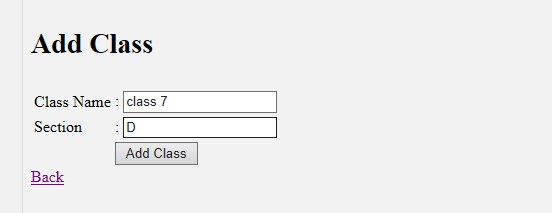 Add Class
Class Name : class 7
Section : D
Add Class
Back